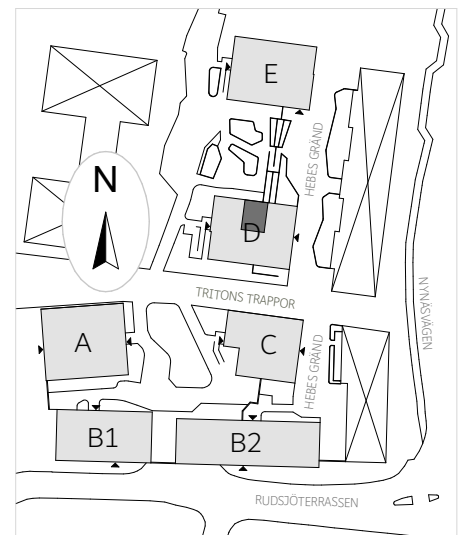 E
HEBES GRÄND
N
D
TRITONS TRAPPOR
NYNÄSVÄGEN
A
C
HEBES GRÄND
B1
B2
RUDSJÖTERRASSEN